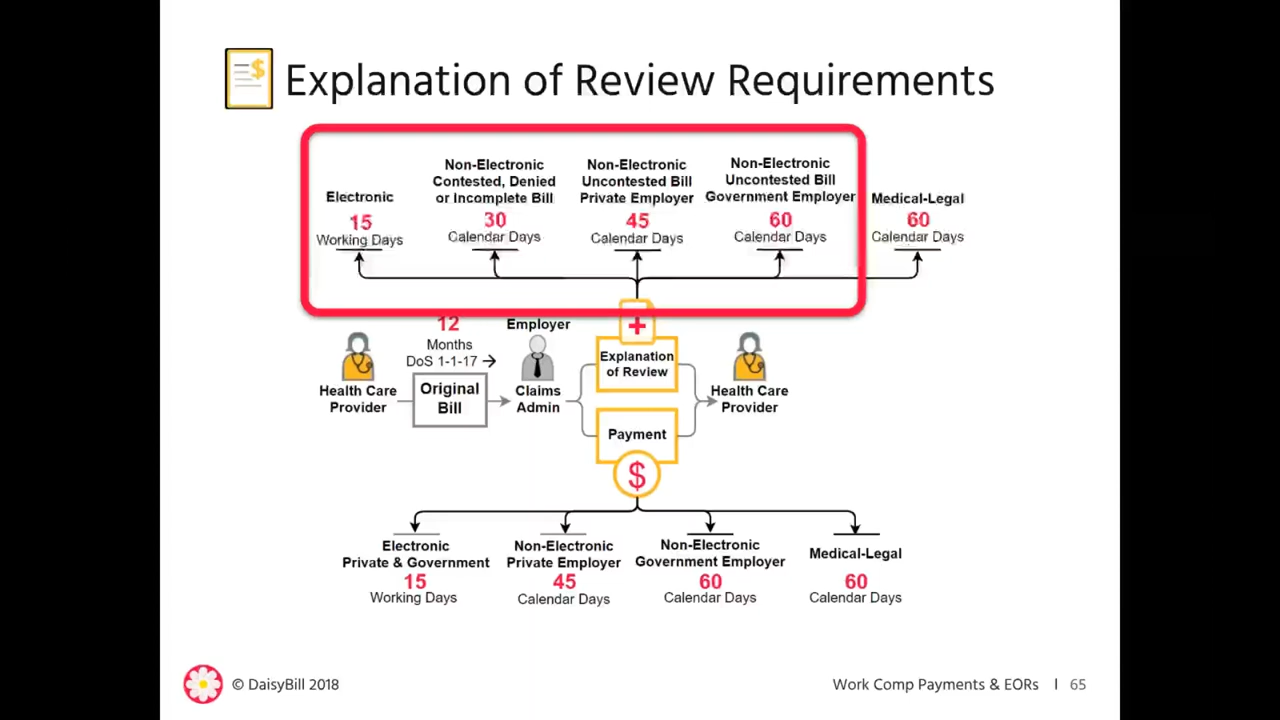 $
Explanation of Review Requirements
Electronic
15
Working Days
Non-Electronic
Contested, Denied
or Incomplete Bill
30
Calendar Days
Non-Electronic
Uncontested Bill
Private Employer
45
Calendar Days
Non-Electronic
Uncontested Bill
Government Employer
60
Calendar Days
Medical-Legal
60
Calendar Days
Health Care
Provider
12
Months
DoS 1-1-17 →
Original
Bill
Employer
Claims
Admin
+
Explanation
of Review
Payment
$
Health Care
Provider
Electronic
Private & Government
15
Working Days
Non-Electronic
Private Employer
45
Calendar Days
Non-Electronic
Government Employer
60
Calendar Days
Medical-Legal
60
Calendar Days
© DaisyBill 2018
Work Comp Payments & EORs | 65